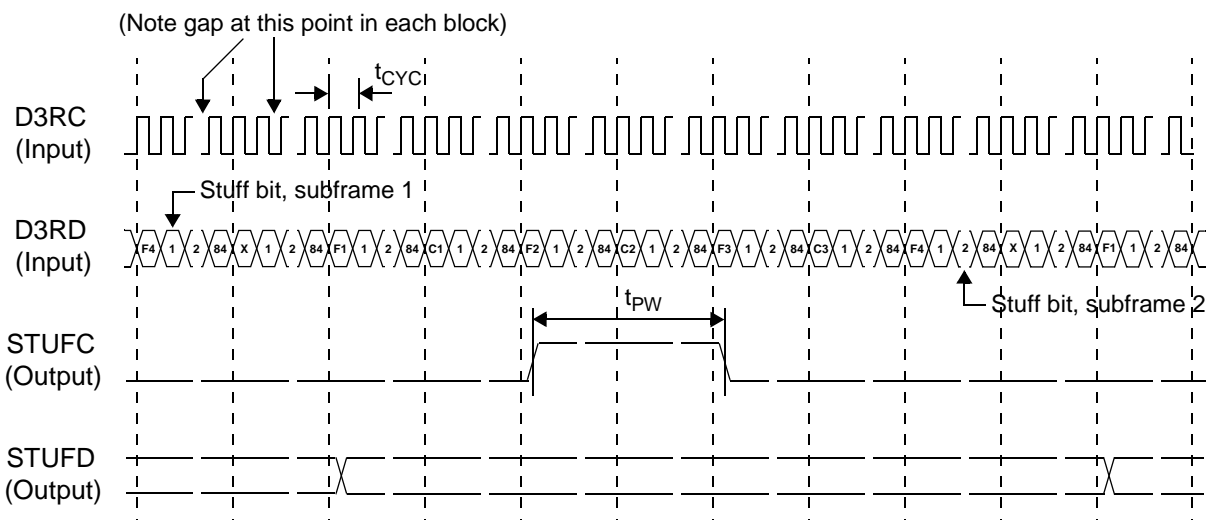 (Note gap at this point in each block)
tCYC
D3RC
(Input)
Stuff bit, subframe 1
D3RD
(Input)
F4 1 2 84 X 1 2 84 F1 1 2 84 C1 1 2 84 F2 1 2 84 C2 1 2 84 F3 1 2 84 C3 1 2 84 F4 1 2 84 X 1 2 84 F1 1 2 84
Stuff bit, subframe 2
tPW
STUFC
(Output)
STUFD
(Output)